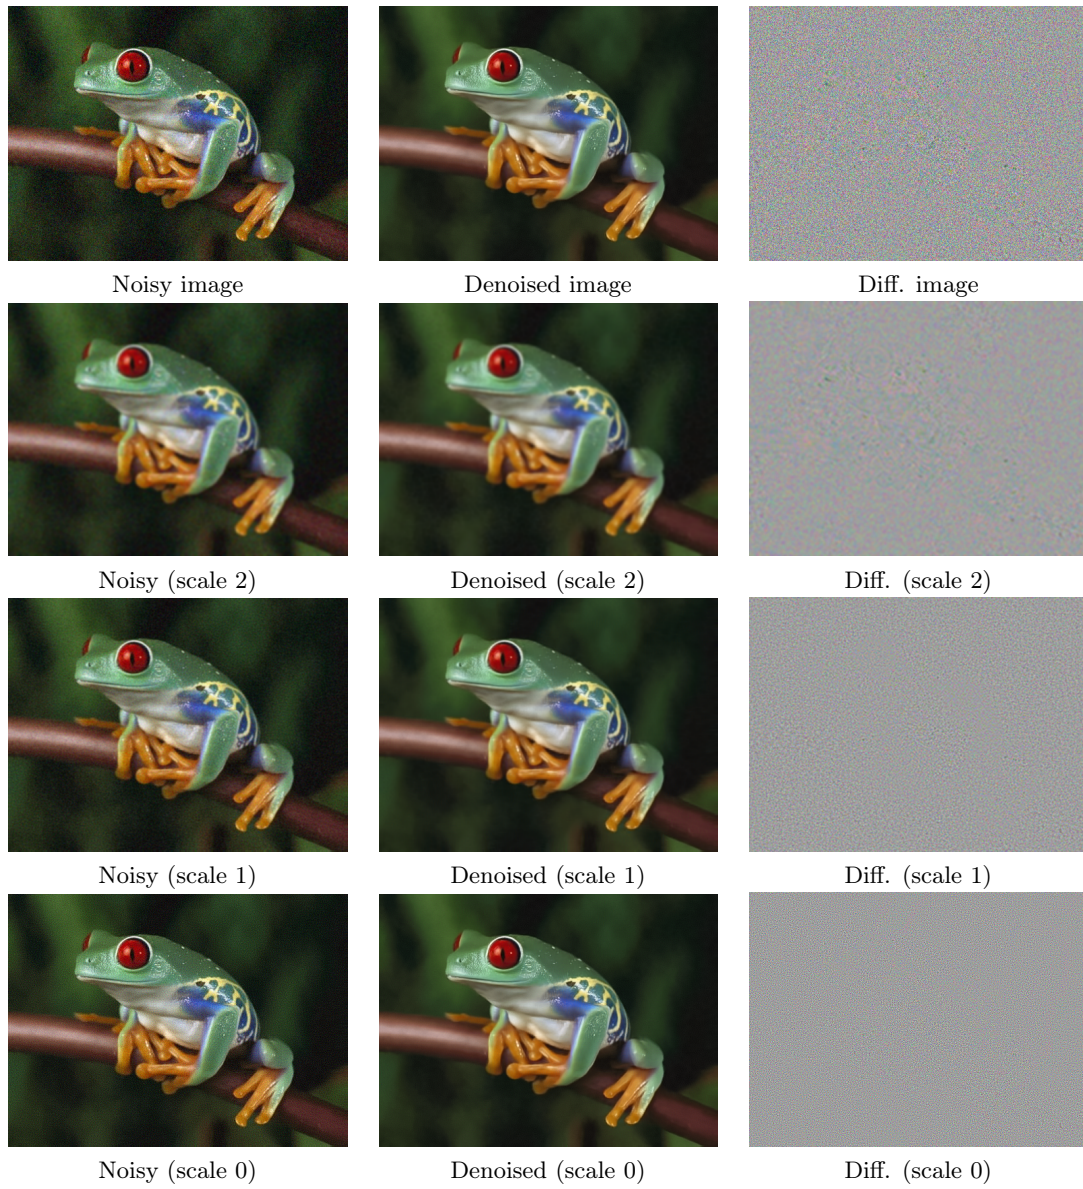 Noisy image
Denoised image
Diff. image
Noisy (scale 2)
Denoised (scale 2)
Diff. (scale 2)
Noisy (scale 1)
Denoised (scale 1)
Diff. (scale 1)
Noisy (scale 0)
Denoised (scale 0)
Diff. (scale 0)